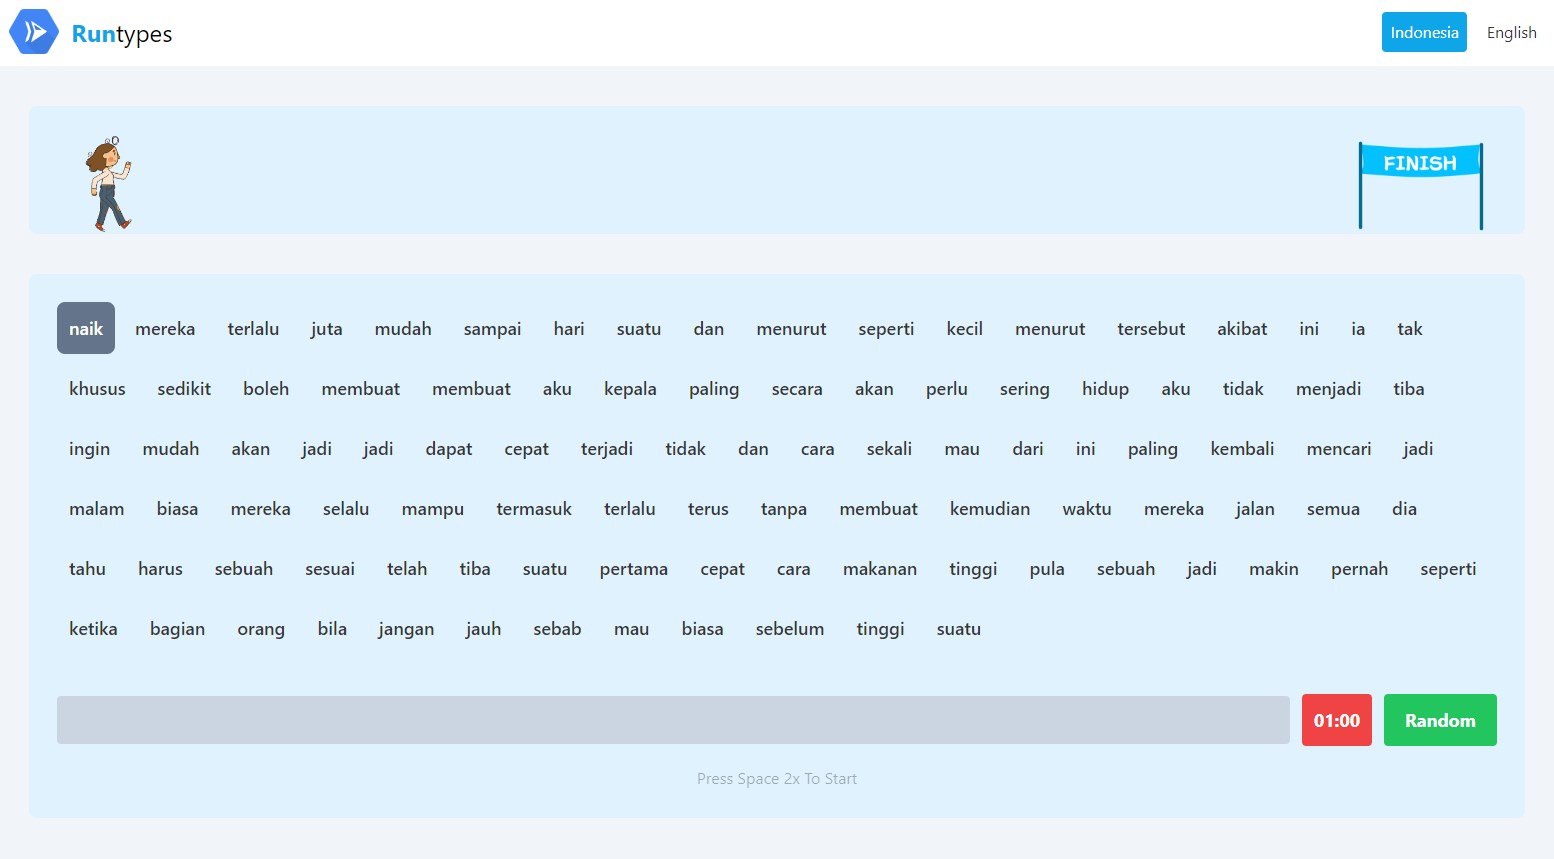 Runtypes
Indonesia English
FINISH
naik mereka terlalu juta mudah sampai hari suatu dan menurut seperti kecil menurut tersebut akibat ini ia tak
khusus sedikit boleh membuat membuat aku kepala paling secara akan perlu sering hidup aku tidak menjadi tiba
ingin mudah akan jadi jadi dapat cepat terjadi tidak dan cara sekali mau dari ini paling kembali mencari jadi
malam biasa mereka selalu mampu termasuk terlalu terus tanpa membuat kemudian waktu mereka jalan semua dia
tahu harus sebuah sesuai telah tiba suatu pertama cepat cara makanan tinggi pula sebuah jadi makin pernah seperti
ketika bagian orang bila jangan jauh sebab mau biasa sebelum tinggi suatu
01:00 Random
Press Space 2x To Start